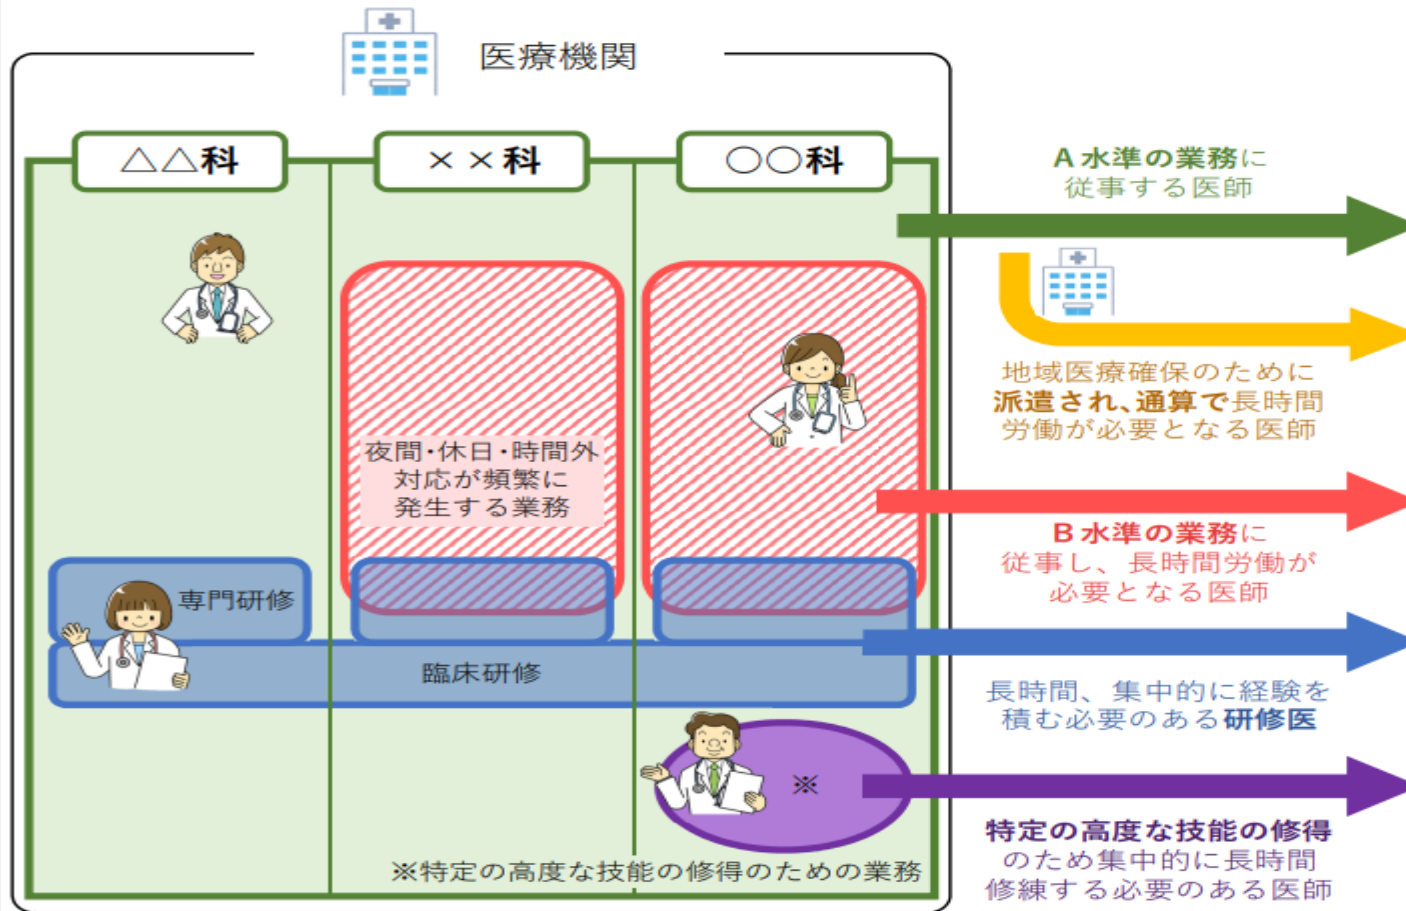 医療機関
△△科
××科
○○科
夜間・休日・時間外
対応が頻繁に
発生する業務
専門研修
臨床研修
※
※特定の高度な技能の修得のための業務
A水準の業務に
従事する医師
地域医療確保のために
派遣され、通算で長時間
労働が必要となる医師
B水準の業務に
従事し、長時間労働が
必要となる医師
長時間、集中的に経験を
積む必要のある研修医
特定の高度な技能の修得
のため集中的に長時間
修練する必要のある医師